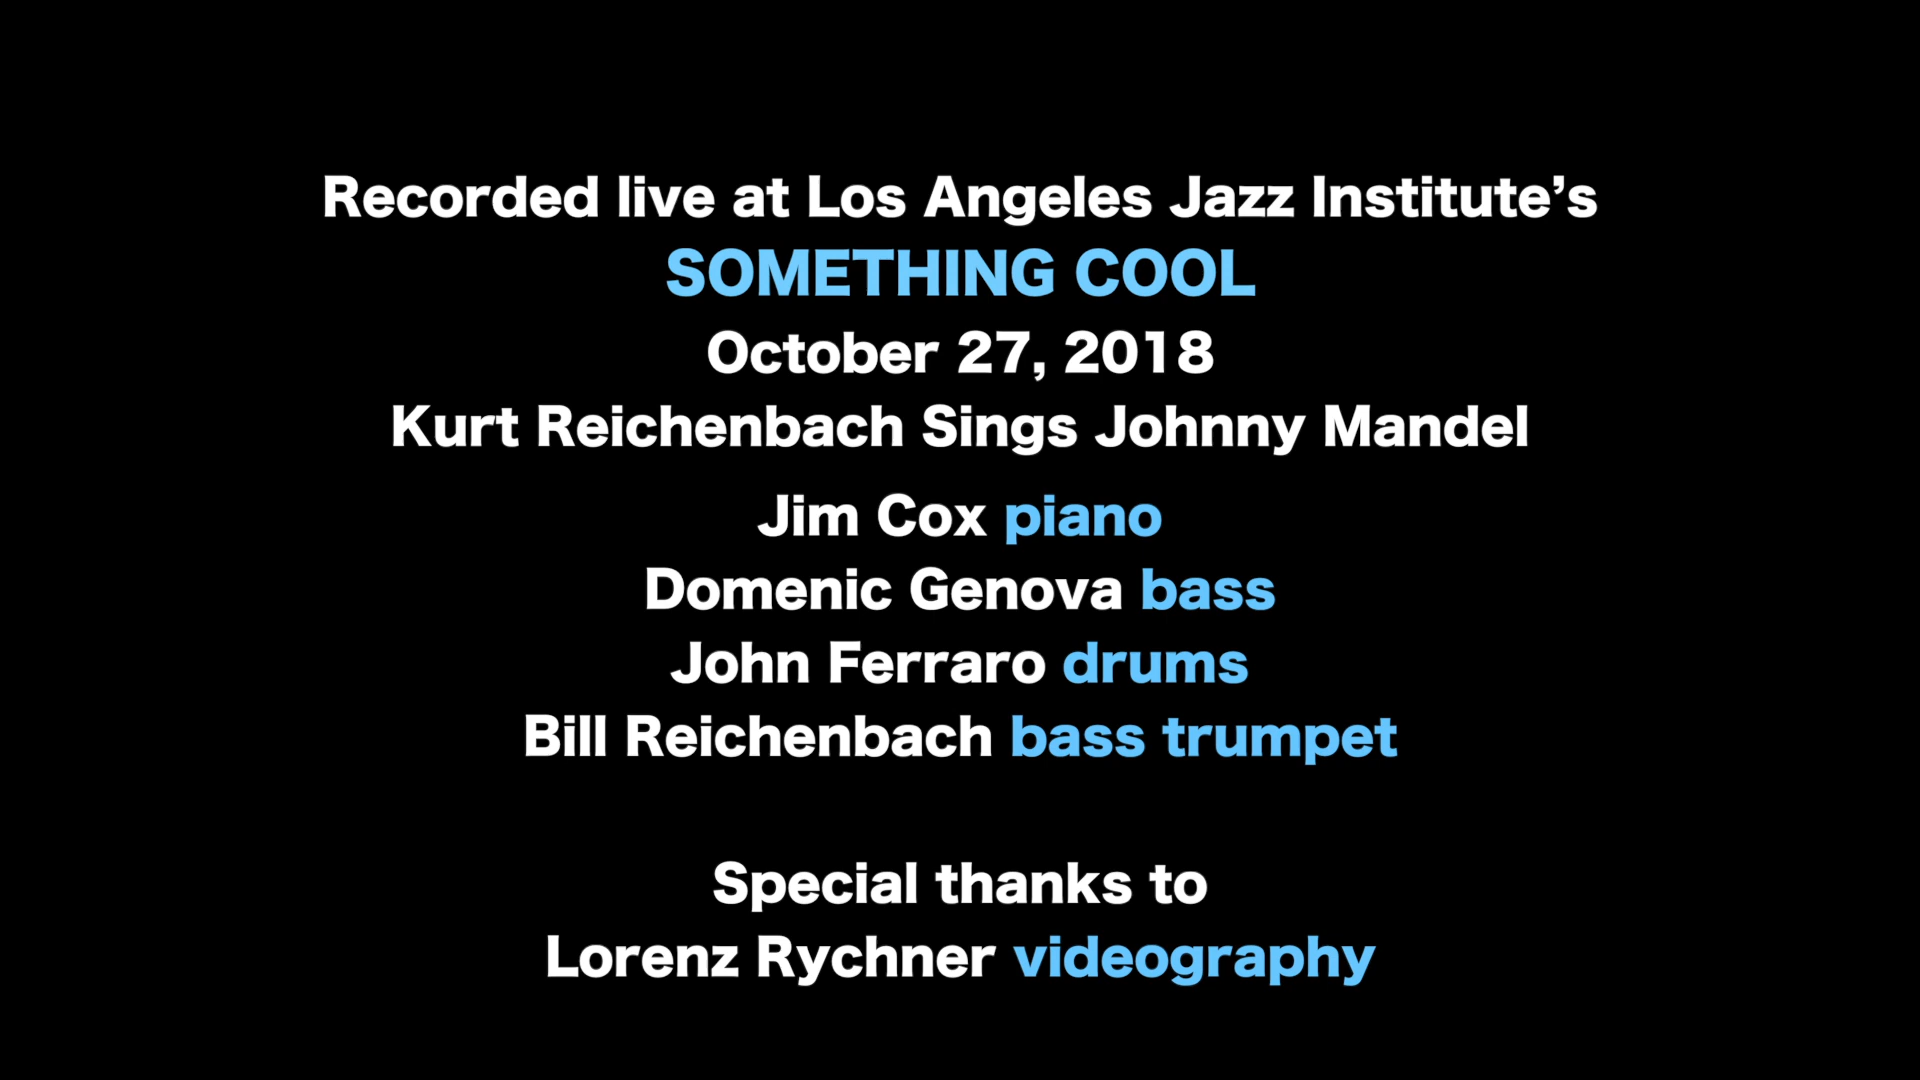 Recorded live at Los Angeles Jazz Institute’s
SOMETHING COOL
October 27, 2018
Kurt Reichenbach Sings Johnny Mandel
Jim Cox piano
Domenic Genova bass
John Ferraro drums
Bill Reichenbach bass trumpet
Special thanks to
Lorenz Rychner videography